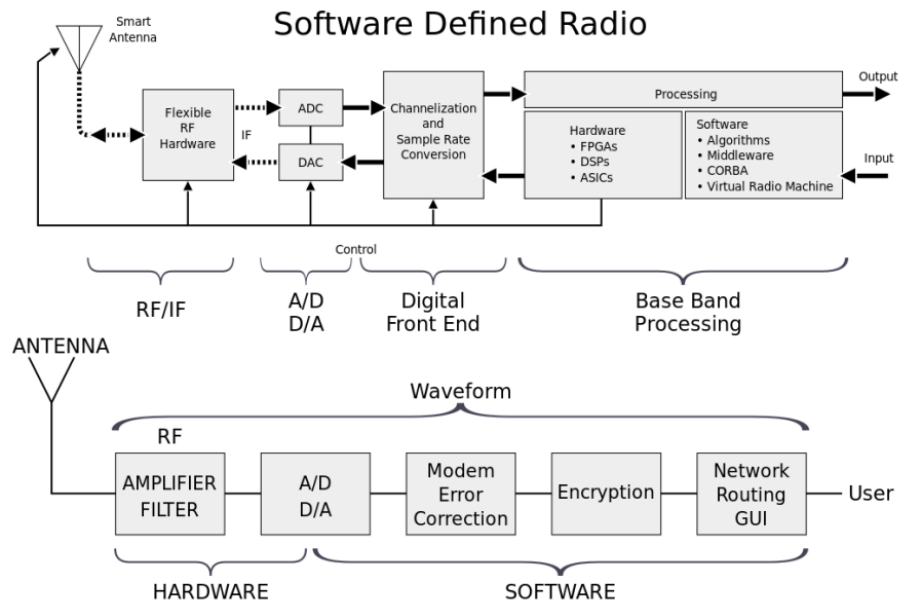 Software Defined Radio
Smart
Antenna
Flexible
RF
Hardware
IF
ADC
DAC
Channelization
and
Sample Rate
Conversion
Processing
Hardware
• FPGAs
• DSPs
• ASICs
Software
• Algorithms
• Middleware
• CORBA
• Virtual Radio Machine
Output
Input
Control
RF/IF
A/D
D/A
Digital
Front End
Base Band
Processing
ANTENNA
Waveform
RF
AMPLIFIER
FILTER
A/D
D/A
Modem
Error
Correction
Encryption
Network
Routing
GUI
User
HARDWARE
SOFTWARE